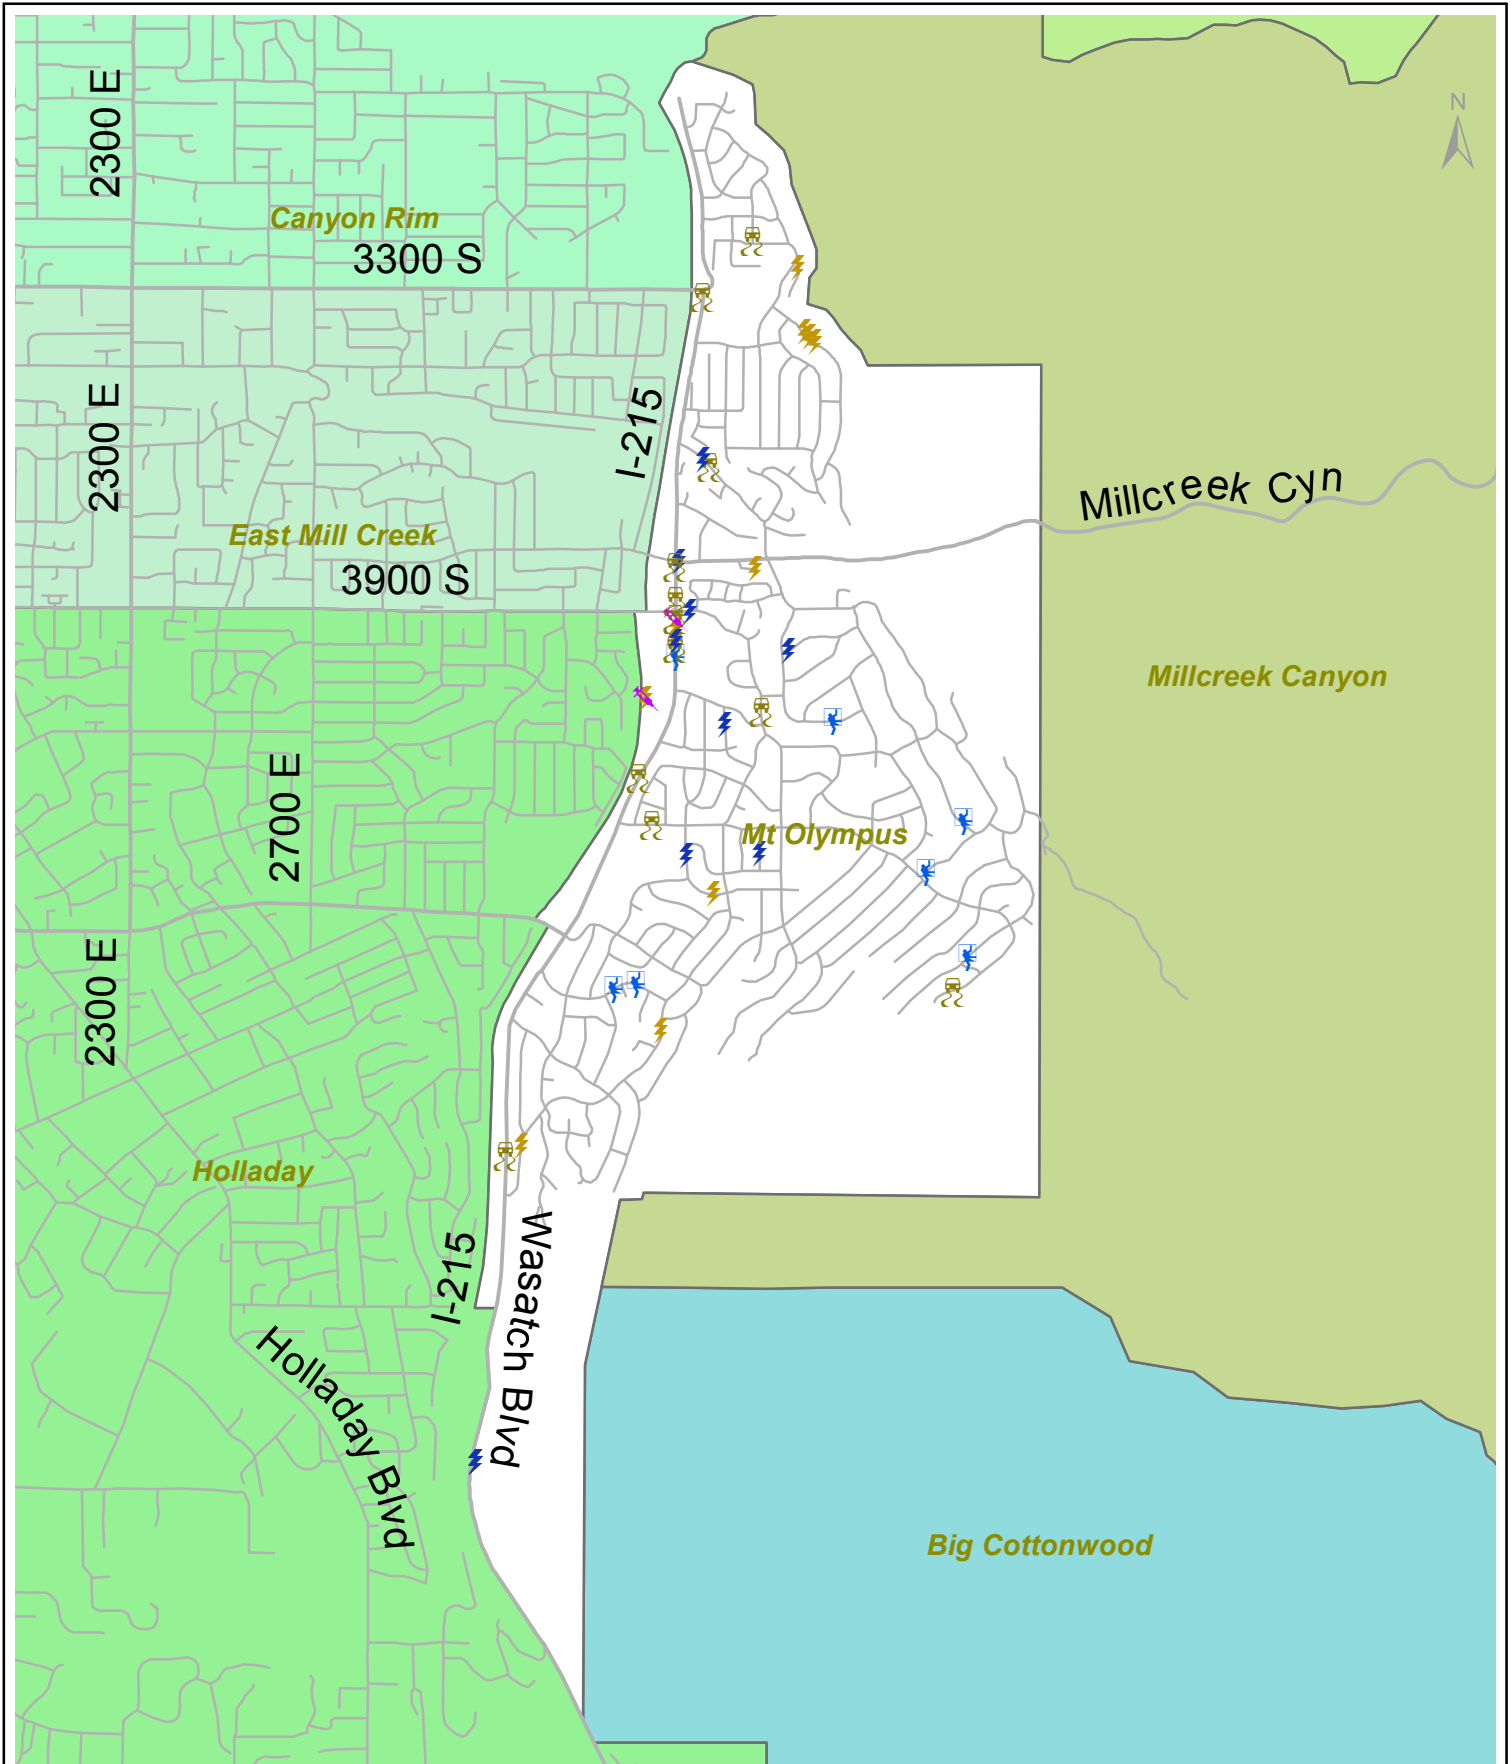 N
2300 E
Canyon Rim
3300 S
I-215
2300 E
Millcreek Cyn
East Mill Creek
3900 S
Millcreek Canyon
2700 E
Mt Olympus
2300 E
Holladay
I-215
Wasatch Blvd
Holladay Blvd
Big Cottonwood